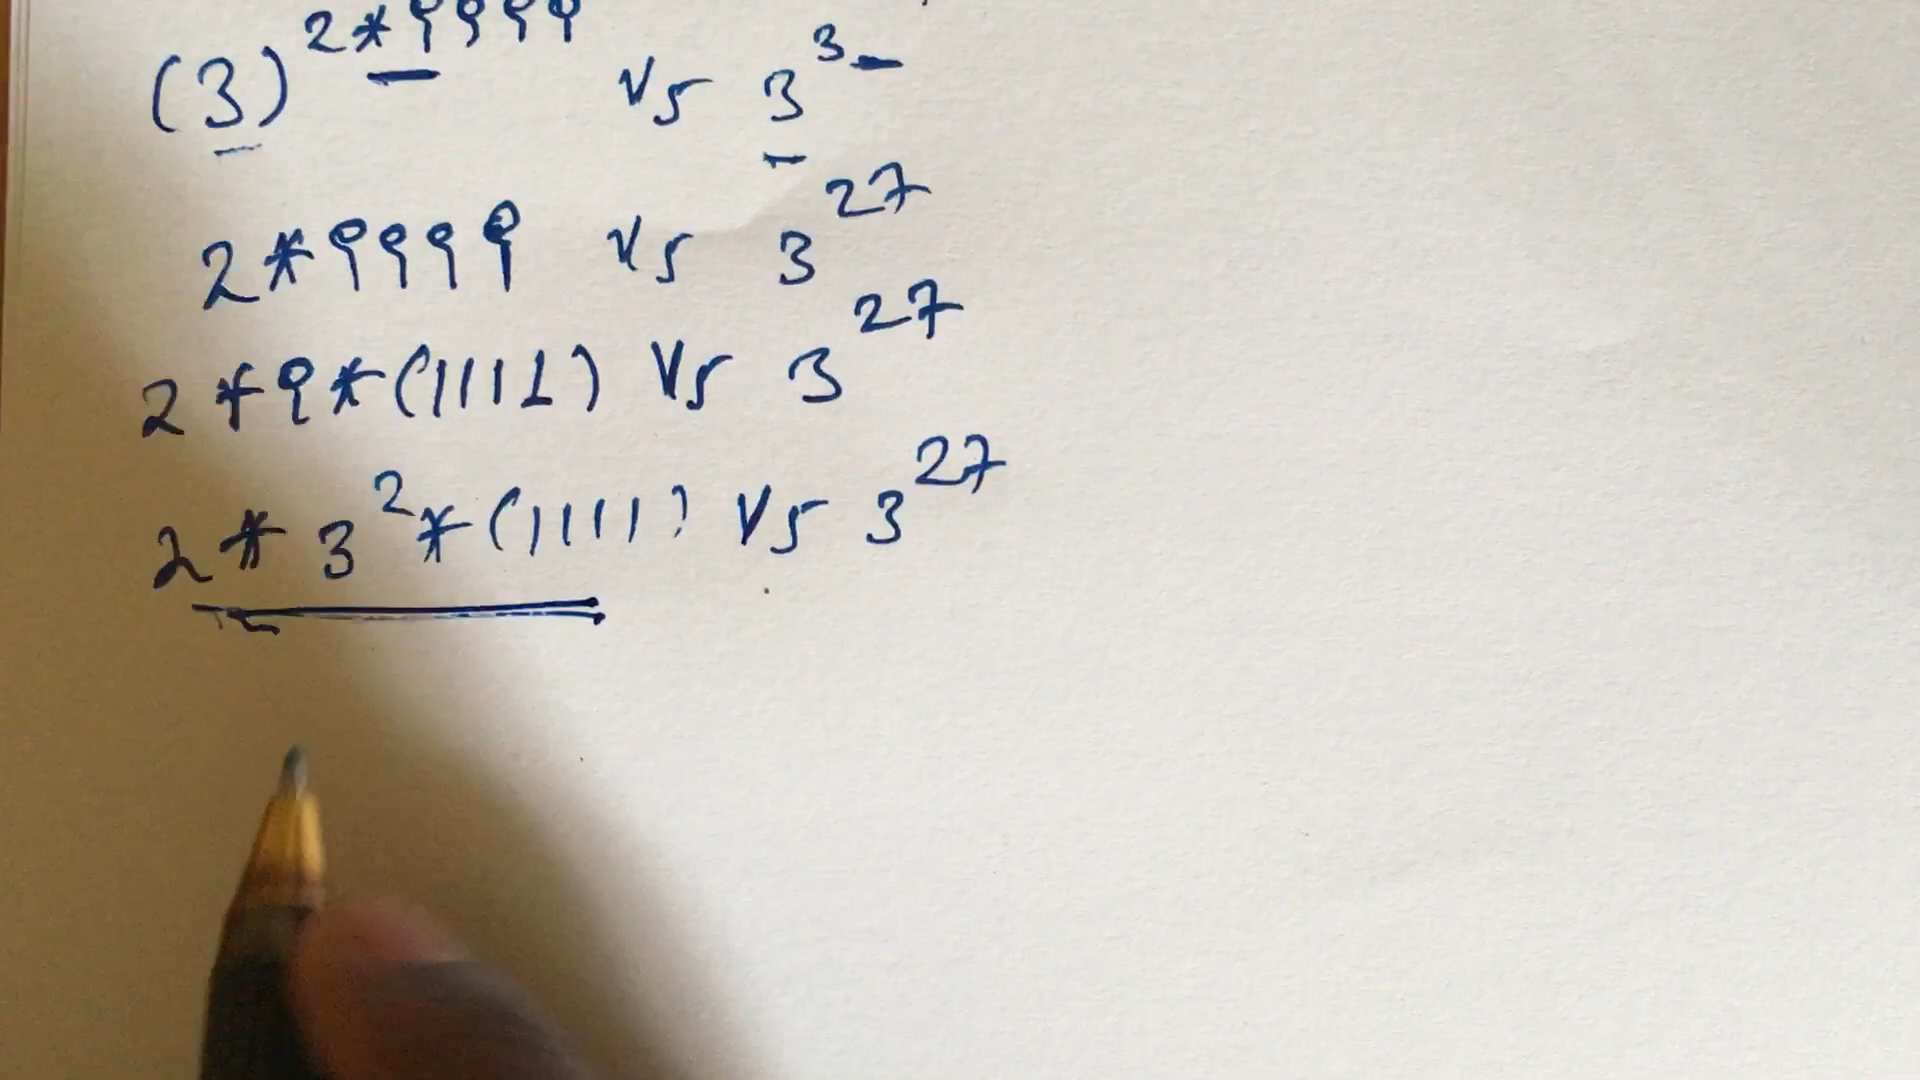 (3)^2*9999 vs 3^3-
2*9999 vs 3^27
2*9*(1111) vs 3^27
2*3^2*(1111) vs 3^27